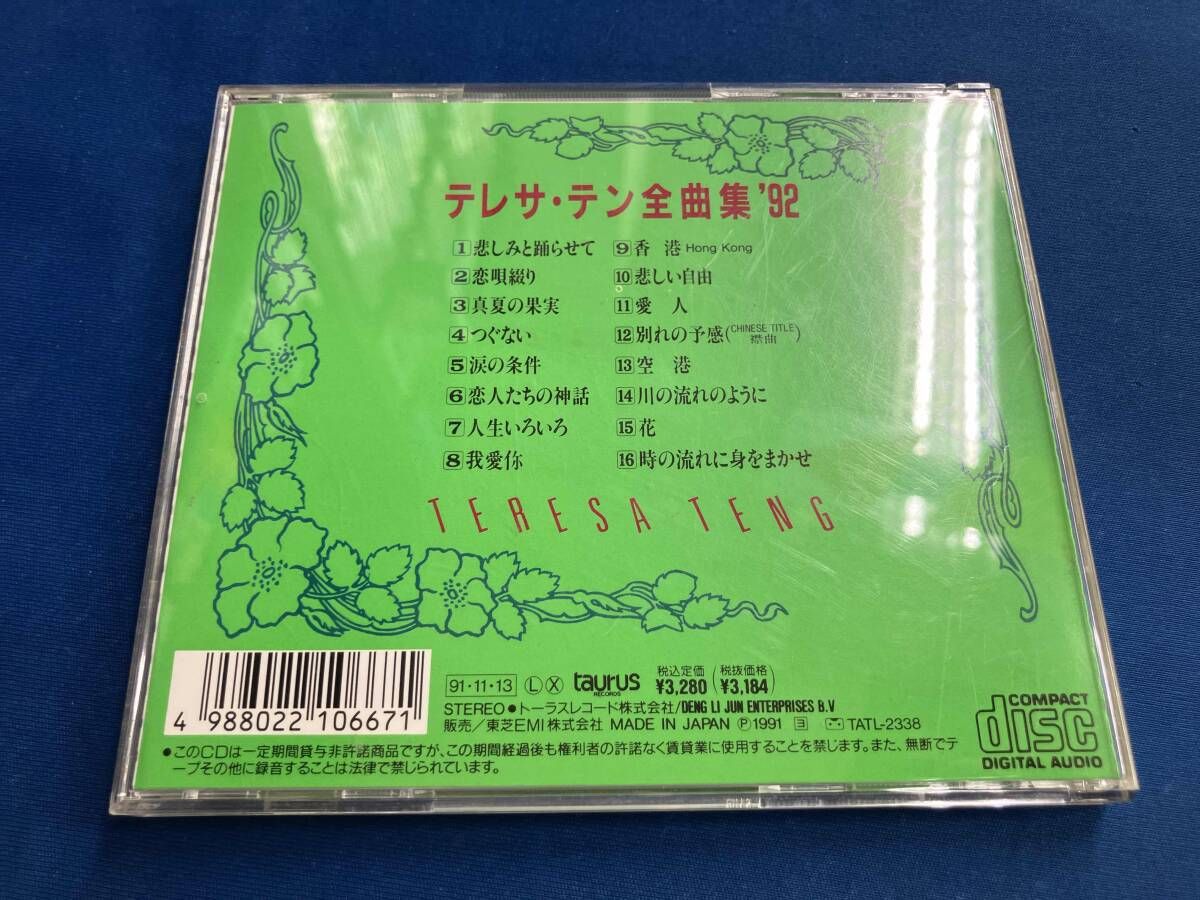 テレサ・テン全曲集'92
1 悲しみと踊らせて
2 恋唄綴り
3 真夏の果実
4 つぐない
5 涙の条件
6 恋人たちの神話
7 人生いろいろ
8 我愛你
9 香港 Hong Kong
10 悲しい自由
11 愛人
12 別れの予感(CHINESE TITLE 襟曲)
13 空港
14 川の流れのように
15 花
16 時の流れに身をまかせ
TERESA TENG
4 988022 106671
91・11・13 Ⓛ Ⓧ taurus RECORDS 税込定価 ¥3,280 (税抜価格 ¥3,184)
STEREO●トーラスレコード株式会社/DENG LI JUN ENTERPRISES B.V
販売/東芝EMI株式会社 MADE IN JAPAN Ⓟ1991 ヨ TATL-2338
COMPACT disc DIGITAL AUDIO
●このCDは一定期間貸与非許諾商品ですが、この期間経過後も権利者の許諾なく賃貸業に使用することを禁じます。また、無断でテ
ープその他に録音することは法律で禁じられています。